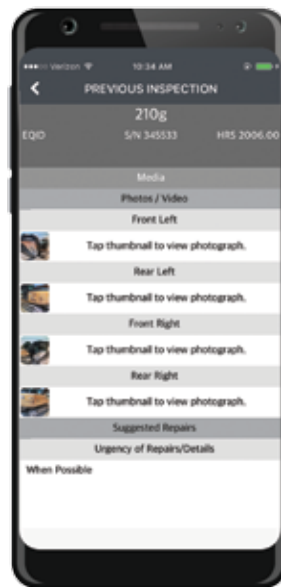 Verizon 10:34 AM
PREVIOUS INSPECTION
210g
EQID S/N 345533 HRS 2006.00
Media
Photos / Video
Front Left
Tap thumbnail to view photograph.
Rear Left
Tap thumbnail to view photograph.
Front Right
Tap thumbnail to view photograph.
Rear Right
Tap thumbnail to view photograph.
Suggested Repairs
Urgency of Repairs/Details
When Possible